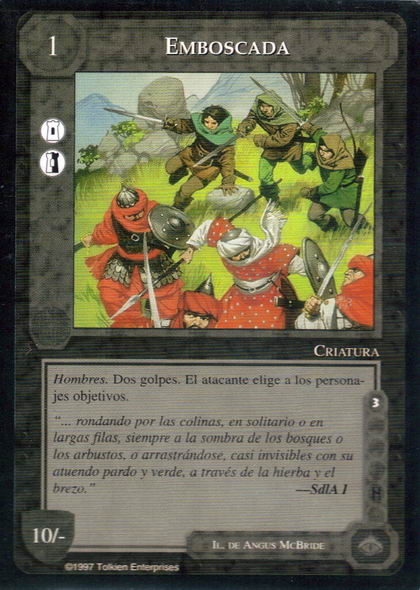 1
EMBOSCADA
CRIATURA
Hombres. Dos golpes. El atacante elige a los persona-
jes objetivos.
3
“... rondando por las colinas, en solitario o en
largas filas, siempre a la sombra de los bosques o
los arbustos, o arrastrándose, casi invisibles con su
atuendo pardo y verde, a través de la hierba y el
brezo.” —SdlA I
10/-
IL. DE ANGUS MCBRIDE
©1997 Tolkien Enterprises